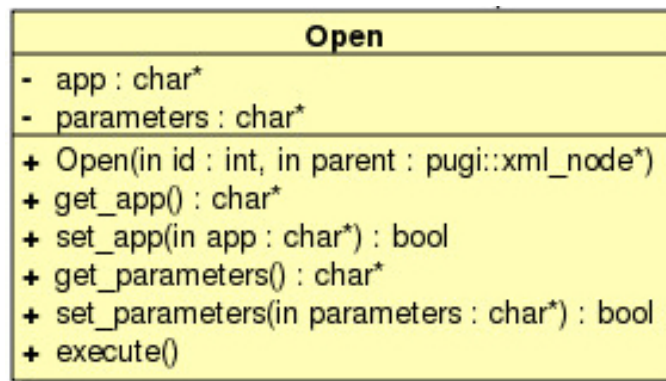 Open
- app : char*
- parameters : char*
+ Open(in id : int, in parent : pugi::xml_node*)
+ get_app() : char*
+ set_app(in app : char*) : bool
+ get_parameters() : char*
+ set_parameters(in parameters : char*) : bool
+ execute()